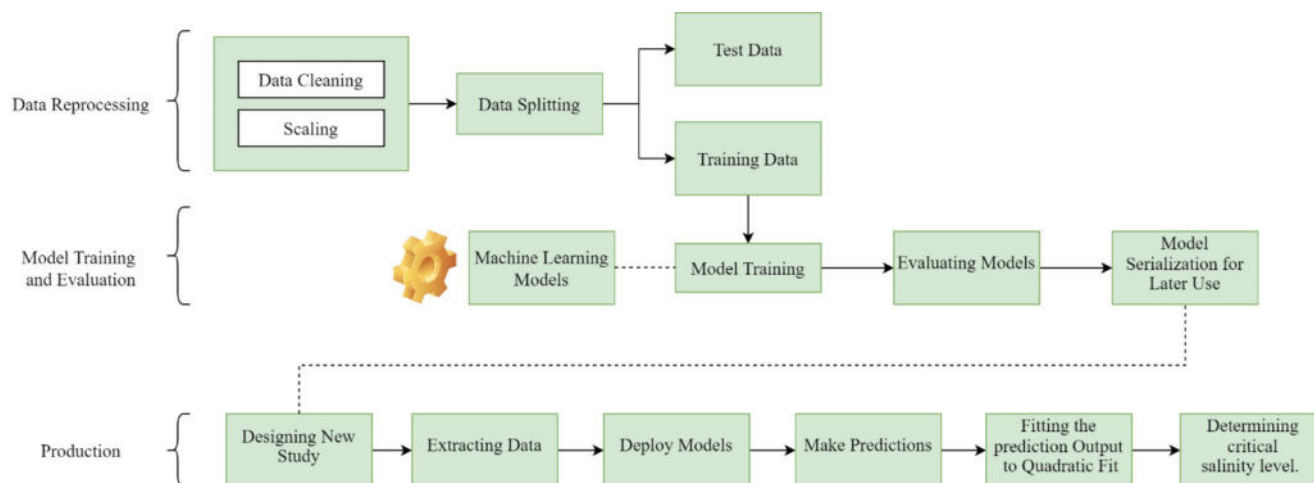 Data Reprocessing
Data Cleaning
Scaling
Data Splitting
Test Data
Training Data
Model Training
and Evaluation
Machine Learning
Models
Model Training
Evaluating Models
Model
Serialization for
Later Use
Production
Designing New
Study
Extracting Data
Deploy Models
Make Predictions
Fitting the
prediction Output
to Quadratic Fit
Determining
critical
salinity level.